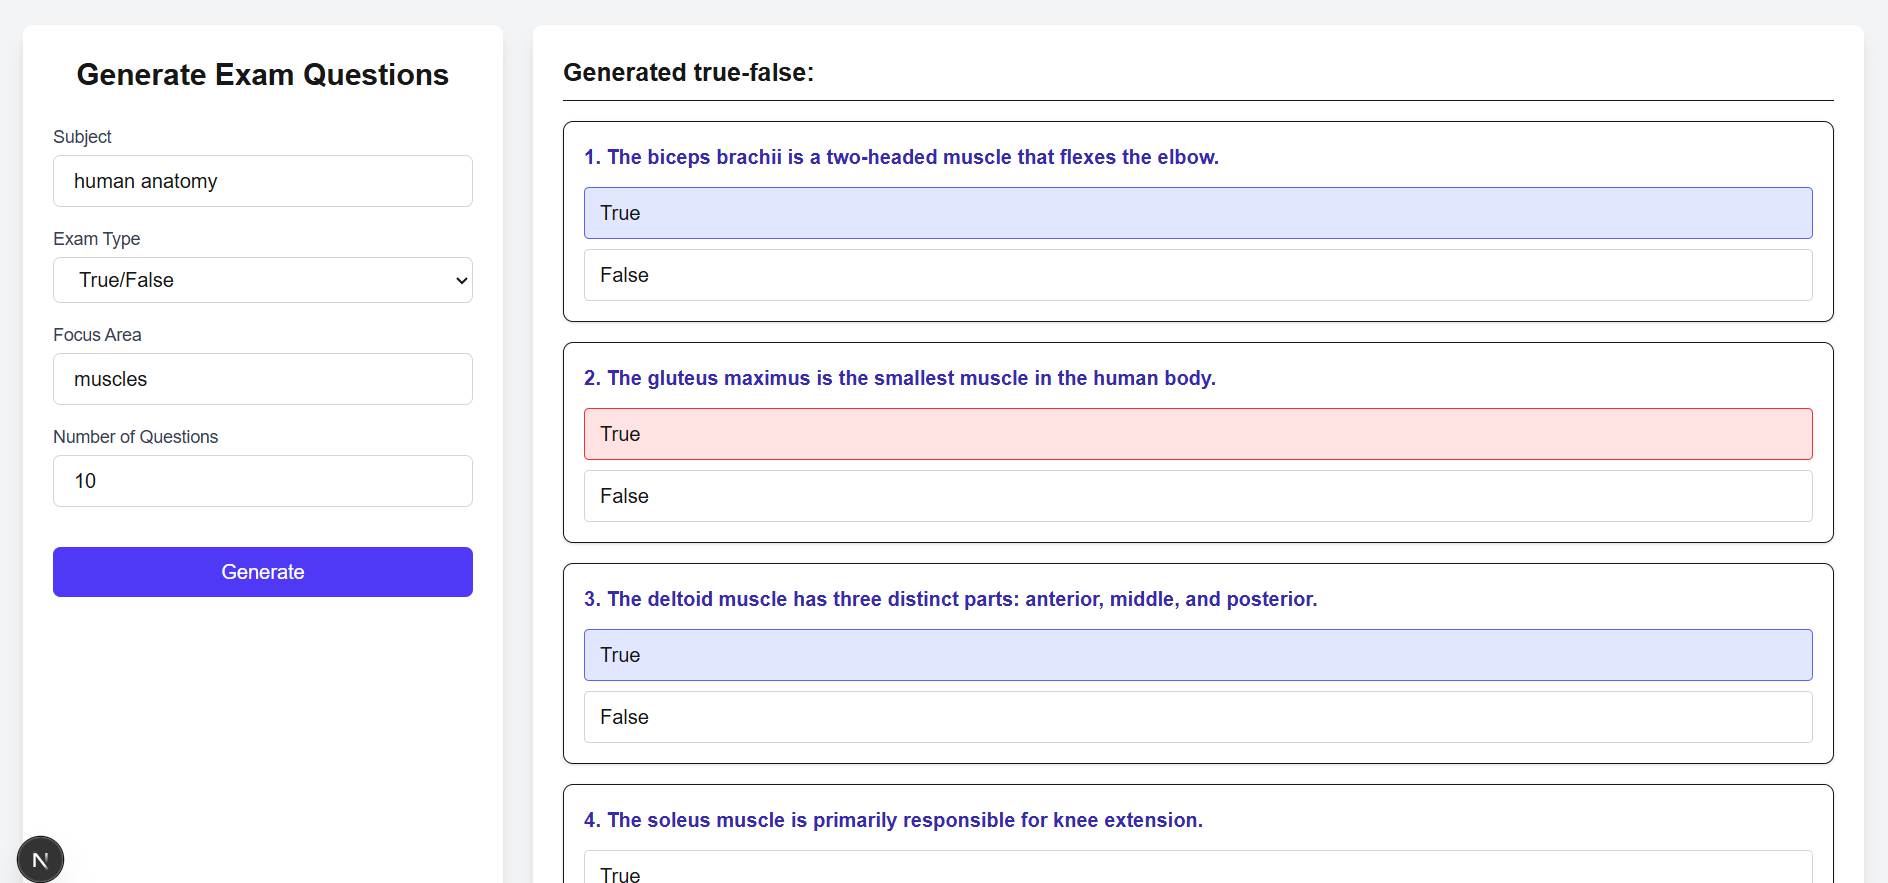 Generate Exam Questions
Subject
human anatomy
Exam Type
True/False
Focus Area
muscles
Number of Questions
10
Generate
N
Generated true-false:
1. The biceps brachii is a two-headed muscle that flexes the elbow.
True
False
2. The gluteus maximus is the smallest muscle in the human body.
True
False
3. The deltoid muscle has three distinct parts: anterior, middle, and posterior.
True
False
4. The soleus muscle is primarily responsible for knee extension.
True